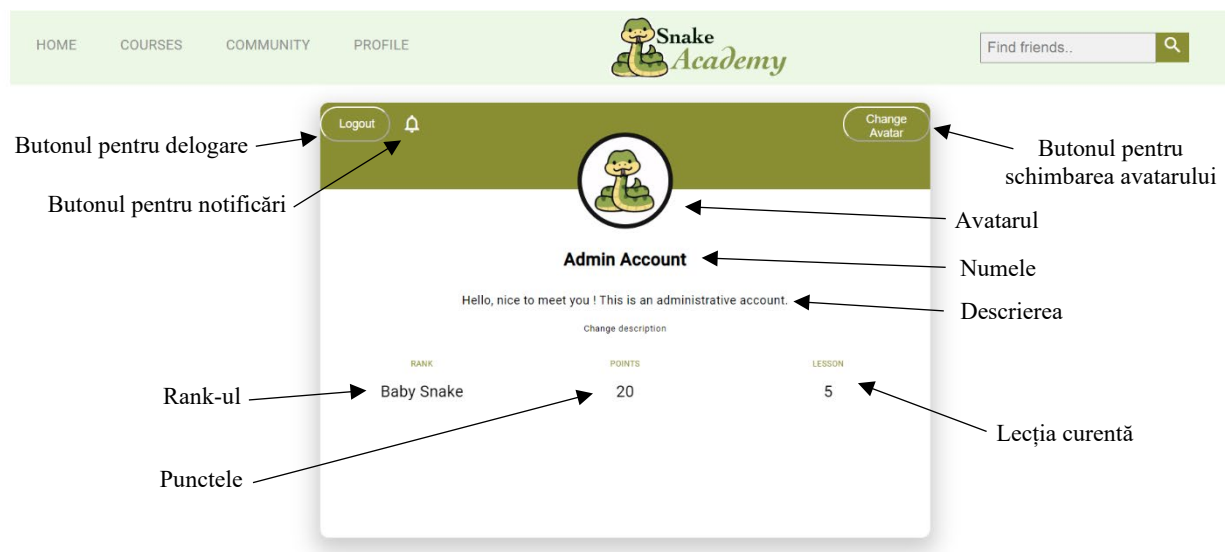 HOME COURSES COMMUNITY PROFILE
Snake
Academy
Find friends..
Logout
Change
Avatar
Butonul pentru delogare
Butonul pentru
schimbarea avatarului
Butonul pentru notificări
Avatarul
Admin Account
Numele
Hello, nice to meet you ! This is an administrative account.
Descrierea
Change description
RANK POINTS LESSON
Rank-ul
Baby Snake 20 5
Lecția curentă
Punctele